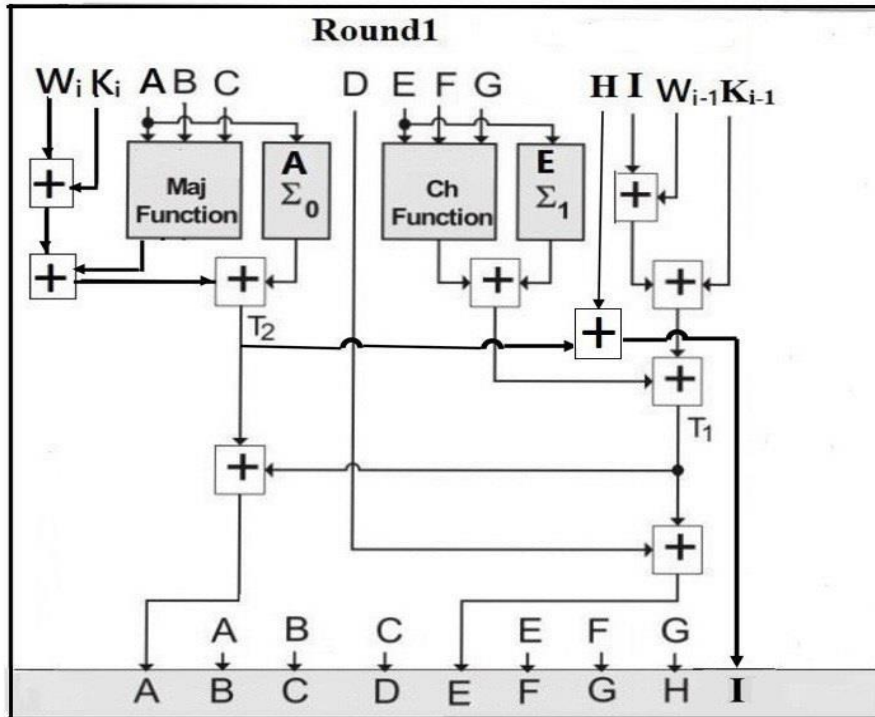 Round1
Wi Ki A B C D E F G H I Wi-1 Ki-1
Maj Function
A Σ0
Ch Function
E Σ1
+
+
+
+
+
+
T2
+
+
T1
+
+
A B C E F G
A B C D E F G H I